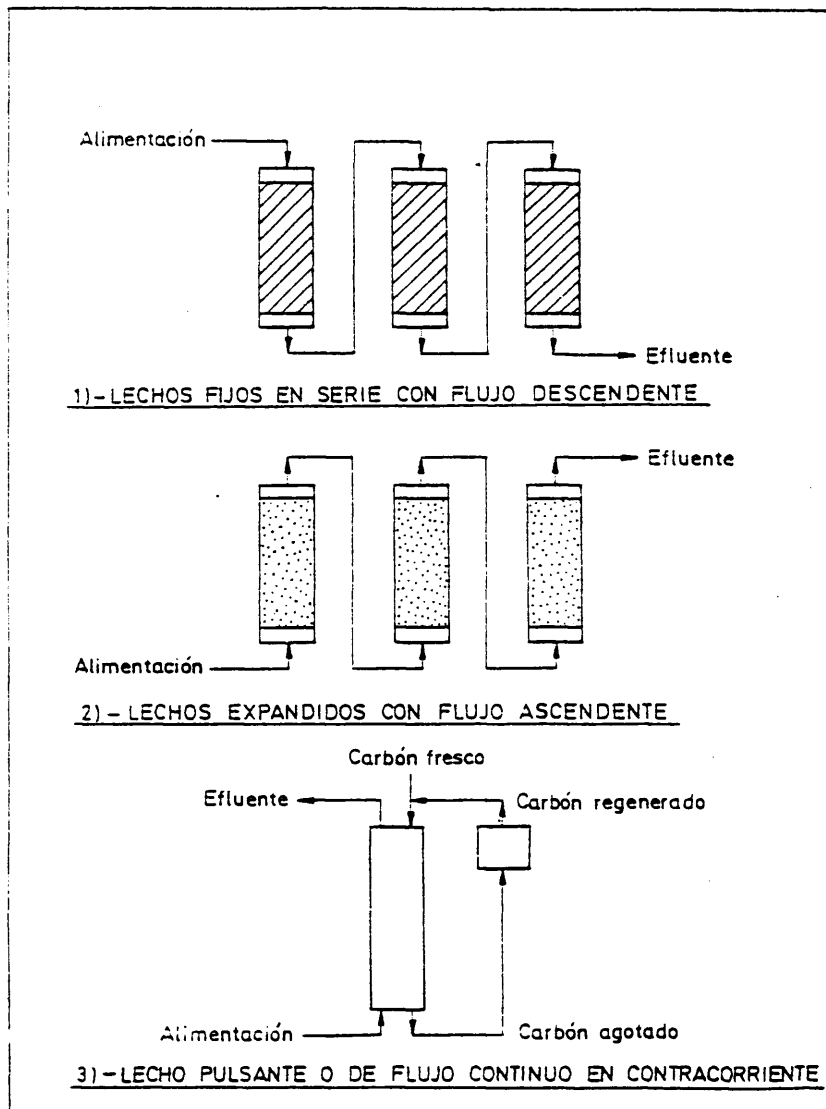 Alimentación
Efluente
1)-LECHOS FIJOS EN SERIE CON FLUJO DESCENDENTE
Efluente
Alimentación
2)-LECHOS EXPANDIDOS CON FLUJO ASCENDENTE
Carbón fresco
Efluente
Carbón regenerado
Alimentación
Carbón agotado
3)-LECHO PULSANTE O DE FLUJO CONTINUO EN CONTRACORRIENTE